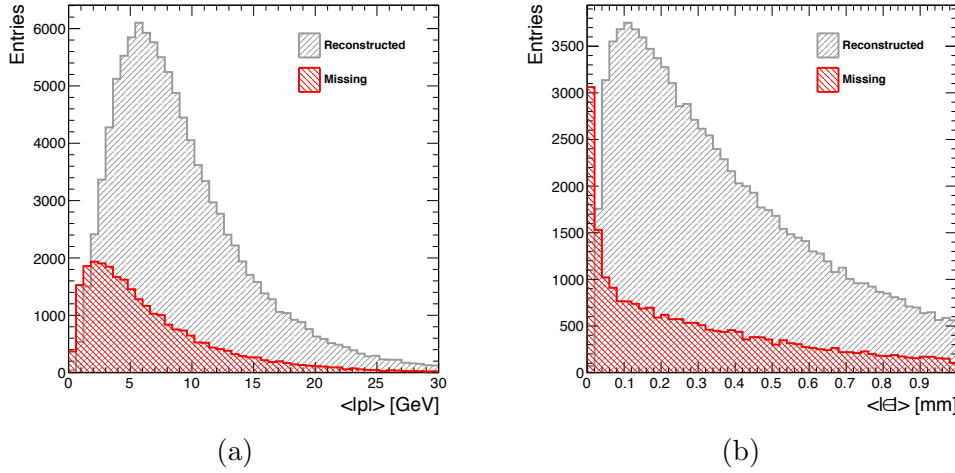 Entries
6000
5000
4000
3000
2000
1000
0
Reconstructed
Missing
0 5 10 15 20 25 30
<|p|> [GeV]
(a)
Entries
3500
3000
2500
2000
1500
1000
500
0
Reconstructed
Missing
0 0.1 0.2 0.3 0.4 0.5 0.6 0.7 0.8 0.9
<|∈|> [mm]
(b)